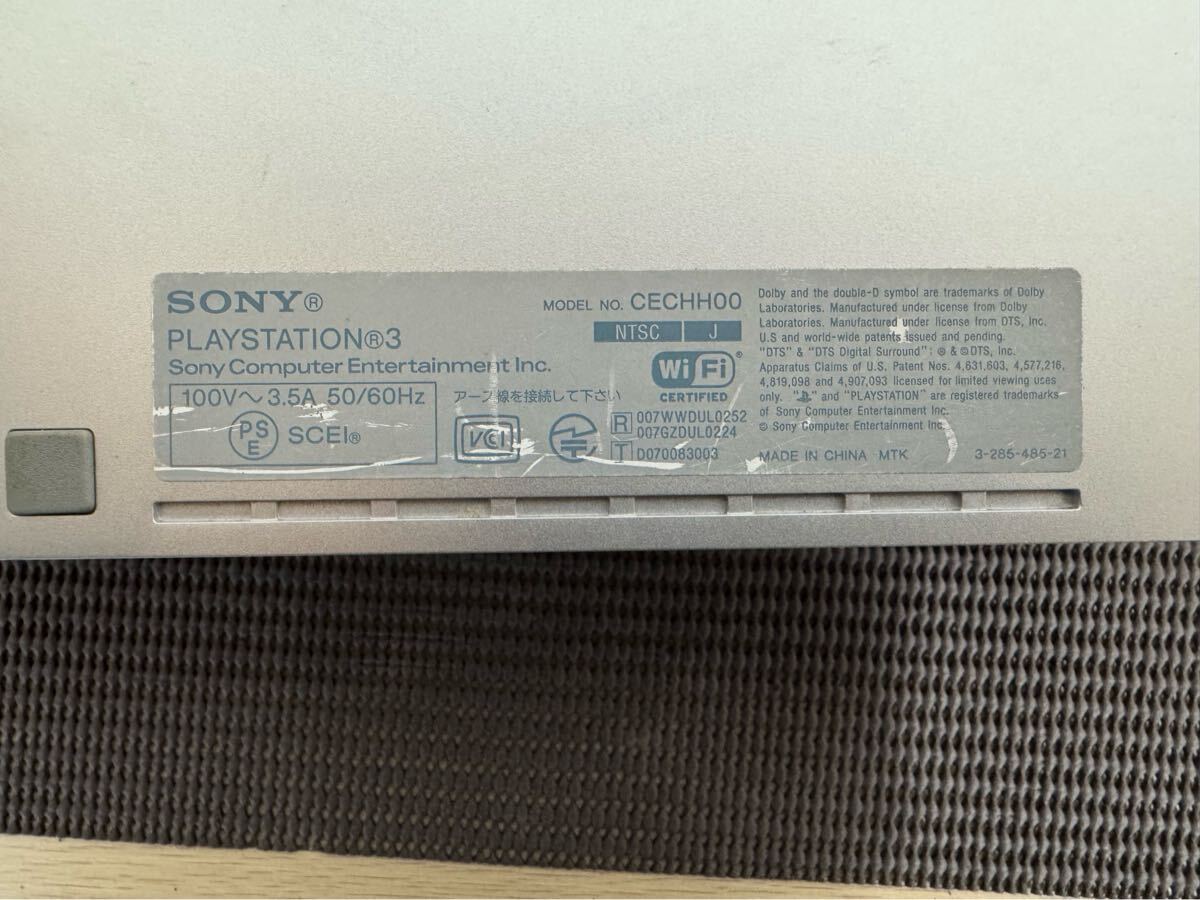 SONY®
PLAYSTATION®3
Sony Computer Entertainment Inc.
100V～ 3.5A 50/60Hz
PS E SCEI®
MODEL NO. CECHH00
NTSC J
Wi Fi ®
CERTIFIED
アース線を接続して下さい
VCI
R 007WWDUL0252
007GZDUL0224
T D070083003
Dolby and the double-D symbol are trademarks of Dolby
Laboratories. Manufactured under license from Dolby
Laboratories. Manufactured under license from DTS, Inc.
U.S and world-wide patents issued and pending.
"DTS" & "DTS Digital Surround": ® & © DTS, Inc.
Apparatus Claims of U.S. Patent Nos. 4,631,603, 4,577,216,
4,819,098 and 4,907,093 licensed for limited viewing uses
only. "PS" and "PLAYSTATION" are registered trademarks
of Sony Computer Entertainment Inc.
© Sony Computer Entertainment Inc.
MADE IN CHINA MTK 3-285-485-21